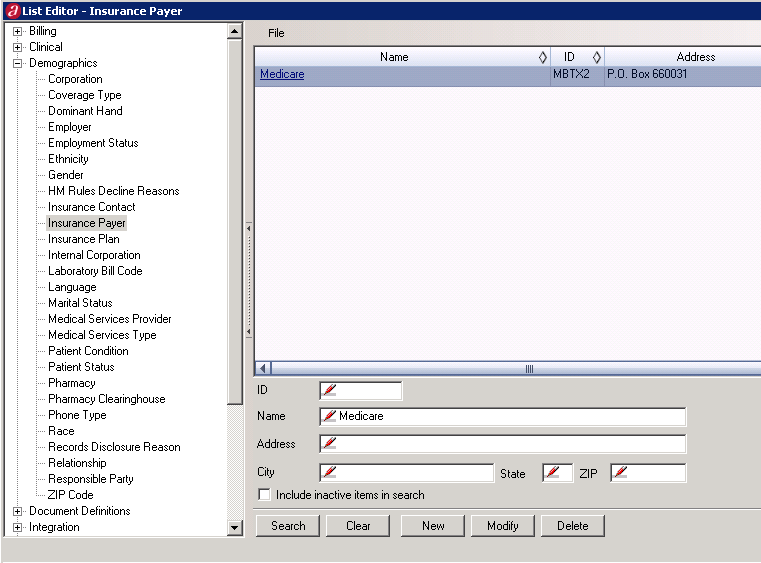 a List Editor - Insurance Payer
Billing
Clinical
Demographics
Corporation
Coverage Type
Dominant Hand
Employer
Employment Status
Ethnicity
Gender
HM Rules Decline Reasons
Insurance Contact
Insurance Payer
Insurance Plan
Internal Corporation
Laboratory Bill Code
Language
Marital Status
Medical Services Provider
Medical Services Type
Patient Condition
Patient Status
Pharmacy
Pharmacy Clearinghouse
Phone Type
Race
Records Disclosure Reason
Relationship
Responsible Party
ZIP Code
Document Definitions
Integration
File
Name ID Address
Medicare MBTX2 P.O. Box 660031
ID
Name Medicare
Address
City State ZIP
Include inactive items in search
Search Clear New Modify Delete